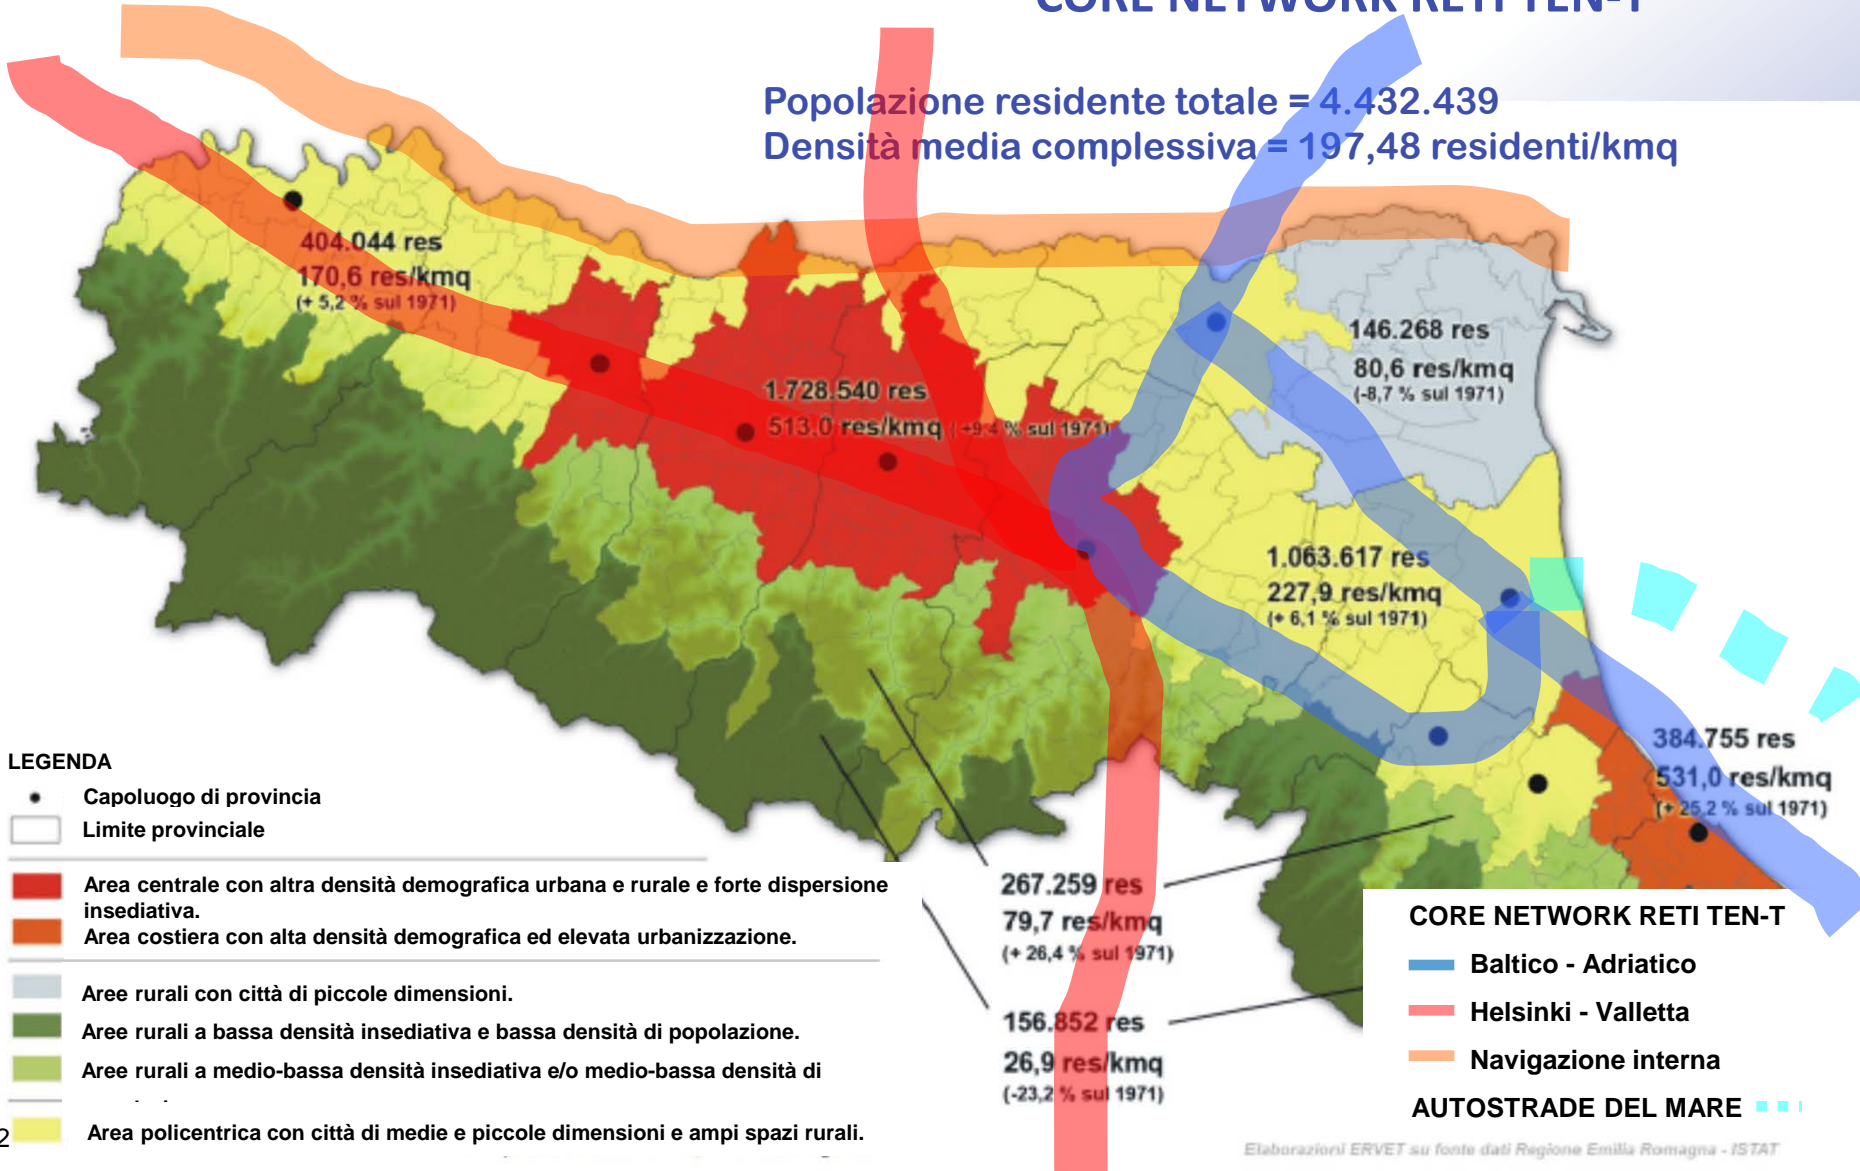 CORE NETWORK RETI TEN-T
Popolazione residente totale = 4.432.439
Densità media complessiva = 197,48 residenti/kmq
404.044 res
170,6 res/kmq
(+ 5,2 % sul 1971)
146.268 res
80,6 res/kmq
(-8,7 % sul 1971)
1.728.540 res
513.0 res/kmq ( +9.4 % sul 1971)
1.063.617 res
227,9 res/kmq
(+ 6,1 % sul 1971)
384.755 res
531,0 res/kmq
(+ 25,2 % sul 1971)
267.259 res
79,7 res/kmq
(+ 26,4 % sul 1971)
156.852 res
26,9 res/kmq
(-23,2 % sul 1971)
LEGENDA
Capoluogo di provincia
Limite provinciale
Area centrale con altra densità demografica urbana e rurale e forte dispersione
insediativa.
Area costiera con alta densità demografica ed elevata urbanizzazione.
Aree rurali con città di piccole dimensioni.
Aree rurali a bassa densità insediativa e bassa densità di popolazione.
Aree rurali a medio-bassa densità insediativa e/o medio-bassa densità di
Area policentrica con città di medie e piccole dimensioni e ampi spazi rurali.
2
CORE NETWORK RETI TEN-T
Baltico - Adriatico
Helsinki - Valletta
Navigazione interna
AUTOSTRADE DEL MARE
Elaborazioni ERVET su fonte dati Regione Emilia Romagna - ISTAT